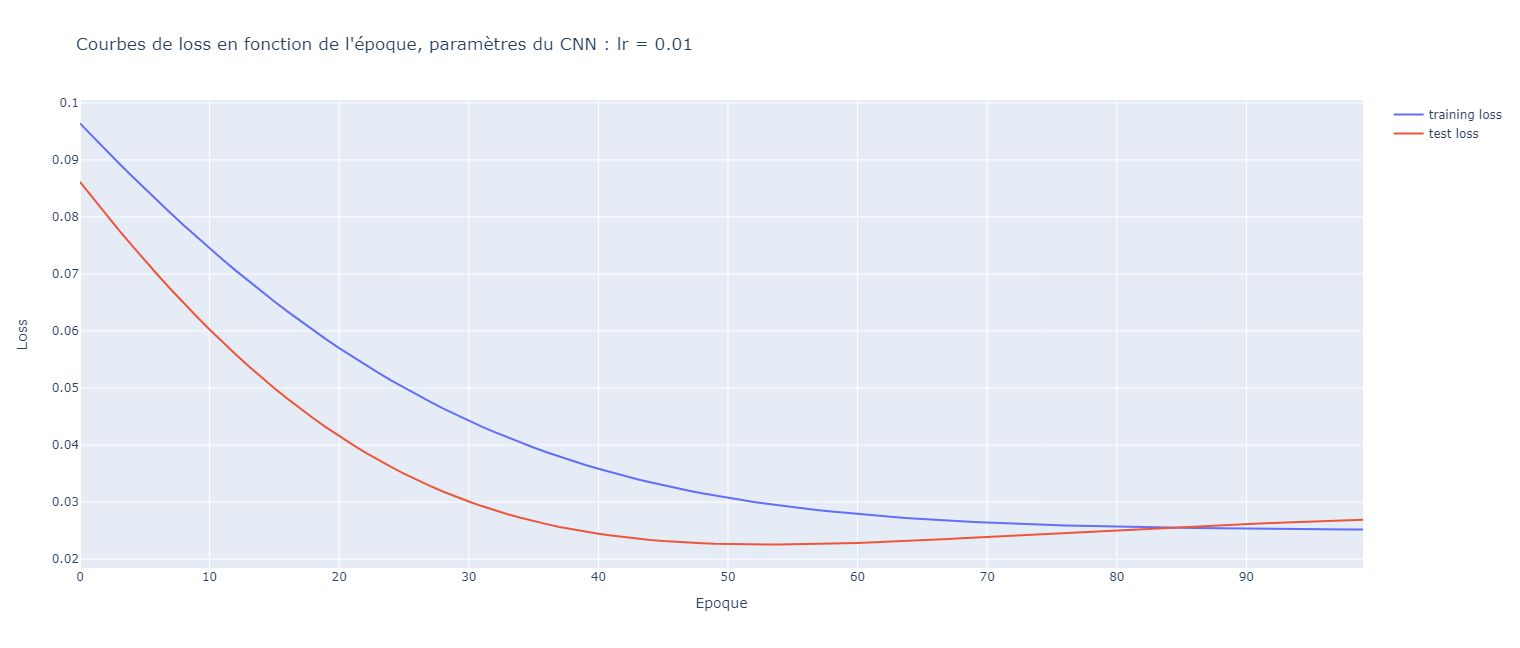 Courbes de loss en fonction de l'époque, paramètres du CNN : lr = 0.01
training loss
test loss
0.1
0.09
0.08
0.07
0.06
0.05
0.04
0.03
0.02
Loss
0 10 20 30 40 50 60 70 80 90
Epoque